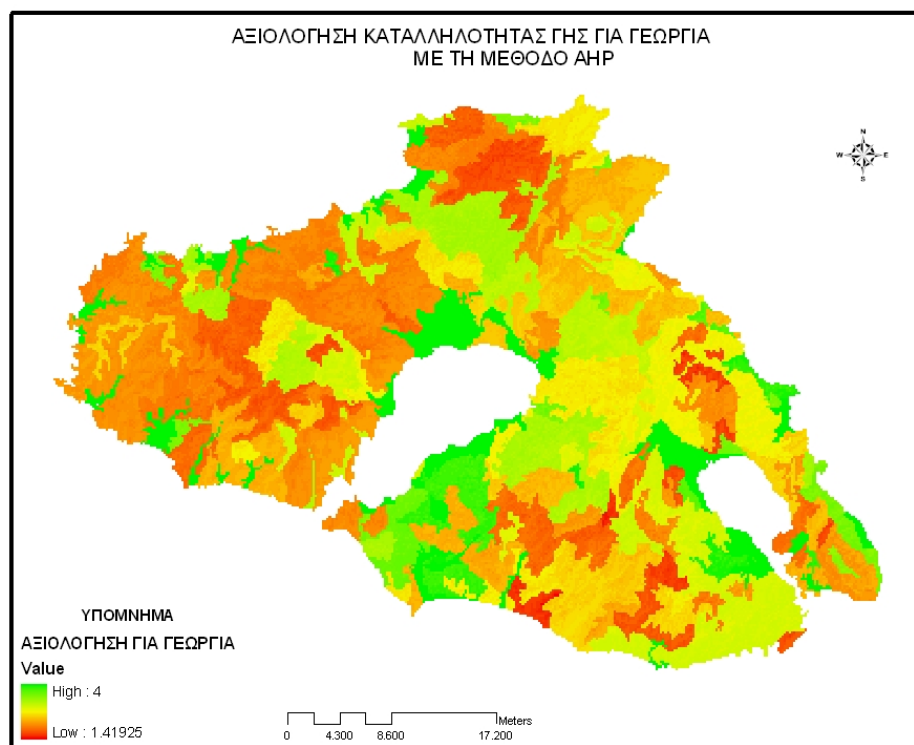 ΑΞΙΟΛΟΓΗΣΗ ΚΑΤΑΛΛΗΛΟΤΗΤΑΣ ΓΗΣ ΓΙΑ ΓΕΩΡΓΙΑ
ΜΕ ΤΗ ΜΕΘΟΔΟ AHP
N
W E
S
ΥΠΟΜΝΗΜΑ
ΑΞΙΟΛΟΓΗΣΗ ΓΙΑ ΓΕΩΡΓΙΑ
Value
High : 4
Low : 1.41925
Meters
0 4.300 8.600 17.200